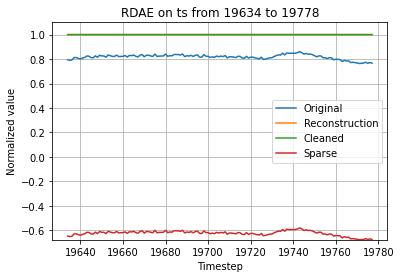 RDAE on ts from 19634 to 19778
1.0
0.8
0.6
0.4
0.2
0.0
−0.2
−0.4
−0.6
Normalized value
Original
Reconstruction
Cleaned
Sparse
19640 19660 19680 19700 19720 19740 19760 19780
Timestep